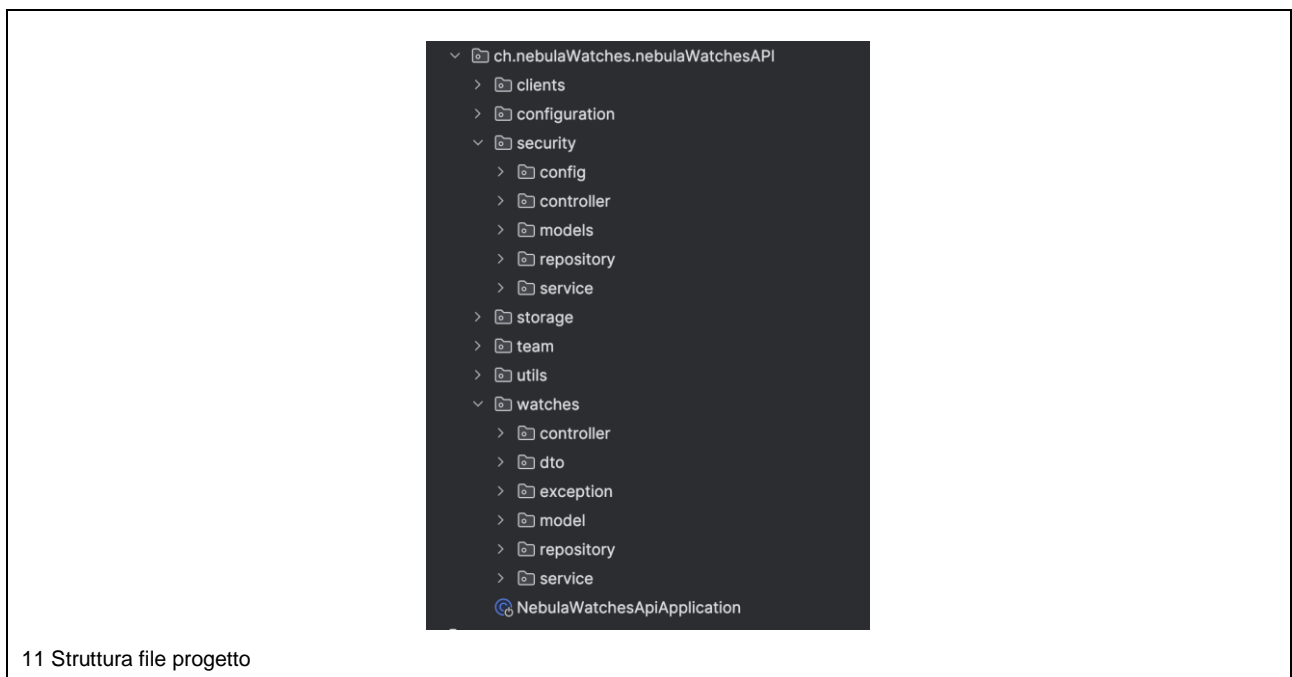 ch.nebulaWatches.nebulaWatchesAPI
clients
configuration
security
config
controller
models
repository
service
storage
team
utils
watches
controller
dto
exception
model
repository
service
NebulaWatchesApiApplication
11 Struttura file progetto